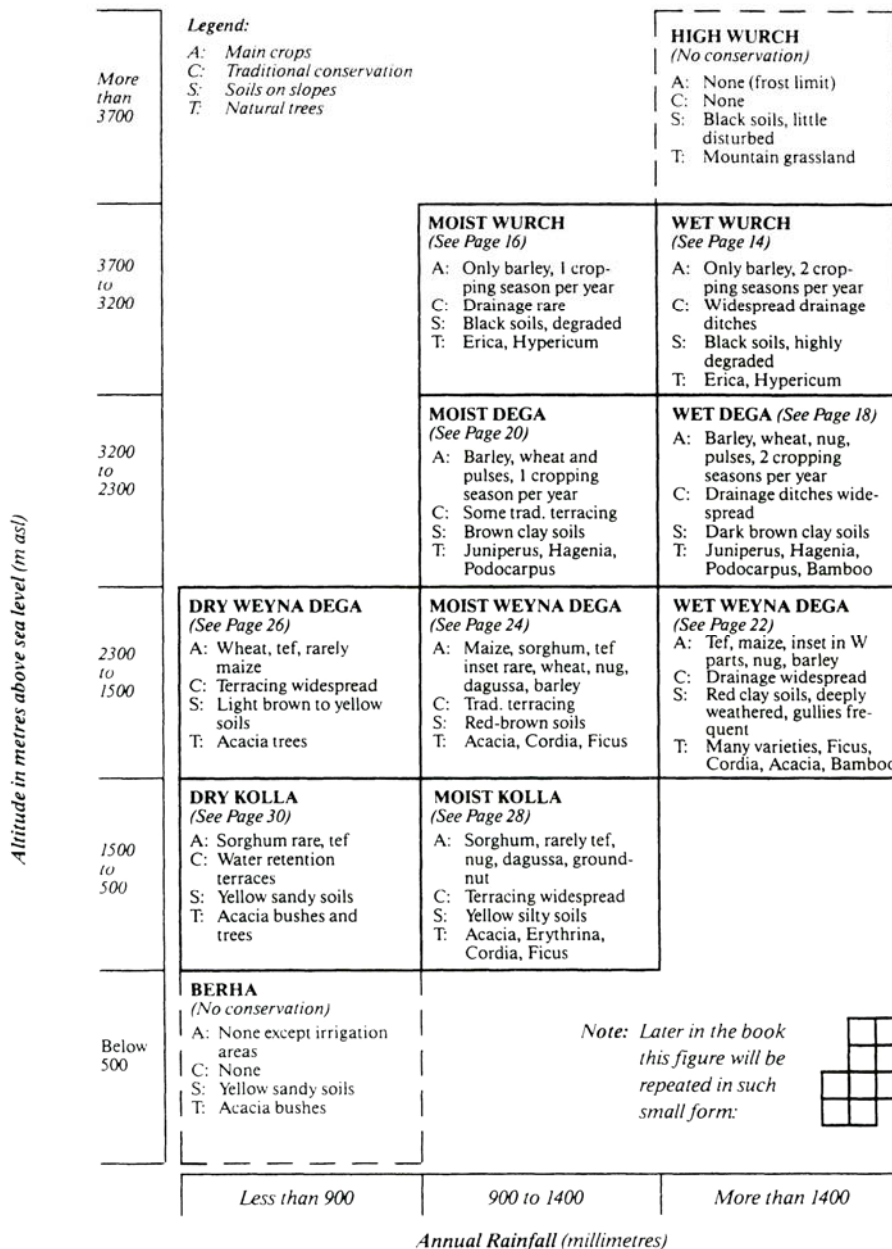 Legend:
A: Main crops
C: Traditional conservation
S: Soils on slopes
T: Natural trees
More
than
3700
HIGH WURCH
(No conservation)
A: None (frost limit)
C: None
S: Black soils, little
disturbed
T: Mountain grassland
3700
to
3200
MOIST WURCH
(See Page 16)
A: Only barley, 1 crop-
ping season per year
C: Drainage rare
S: Black soils, degraded
T: Erica, Hypericum
WET WURCH
(See Page 14)
A: Only barley, 2 crop-
ping seasons per year
C: Widespread drainage
ditches
S: Black soils, highly
degraded
T: Erica, Hypericum
3200
to
2300
MOIST DEGA
(See Page 20)
A: Barley, wheat and
pulses, 1 cropping
season per year
C: Some trad. terracing
S: Brown clay soils
T: Juniperus, Hagenia,
Podocarpus
WET DEGA (See Page 18)
A: Barley, wheat, nug,
pulses, 2 cropping
seasons per year
C: Drainage ditches wide-
spread
S: Dark brown clay soils
T: Juniperus, Hagenia,
Podocarpus, Bamboo
Altitude in metres above sea level (m asl)
2300
to
1500
DRY WEYNA DEGA
(See Page 26)
A: Wheat, tef, rarely
maize
C: Terracing widespread
S: Light brown to yellow
soils
T: Acacia trees
MOIST WEYNA DEGA
(See Page 24)
A: Maize, sorghum, tef
inset rare, wheat, nug,
dagussa, barley
C: Trad. terracing
S: Red-brown soils
T: Acacia, Cordia, Ficus
WET WEYNA DEGA
(See Page 22)
A: Tef, maize, inset in W
parts, nug, barley
C: Drainage widespread
S: Red clay soils, deeply
weathered, gullies fre-
quent
T: Many varieties, Ficus,
Cordia, Acacia, Bamboo
1500
to
500
DRY KOLLA
(See Page 30)
A: Sorghum rare, tef
C: Water retention
terraces
S: Yellow sandy soils
T: Acacia bushes and
trees
MOIST KOLLA
(See Page 28)
A: Sorghum, rarely tef,
nug, dagussa, ground-
nut
C: Terracing widespread
S: Yellow silty soils
T: Acacia, Erythrina,
Cordia, Ficus
Below
500
BERHA
(No conservation)
A: None except irrigation
areas
C: None
S: Yellow sandy soils
T: Acacia bushes
Note: Later in the book
this figure will be
repeated in such
small form:
Less than 900
900 to 1400
More than 1400
Annual Rainfall (millimetres)